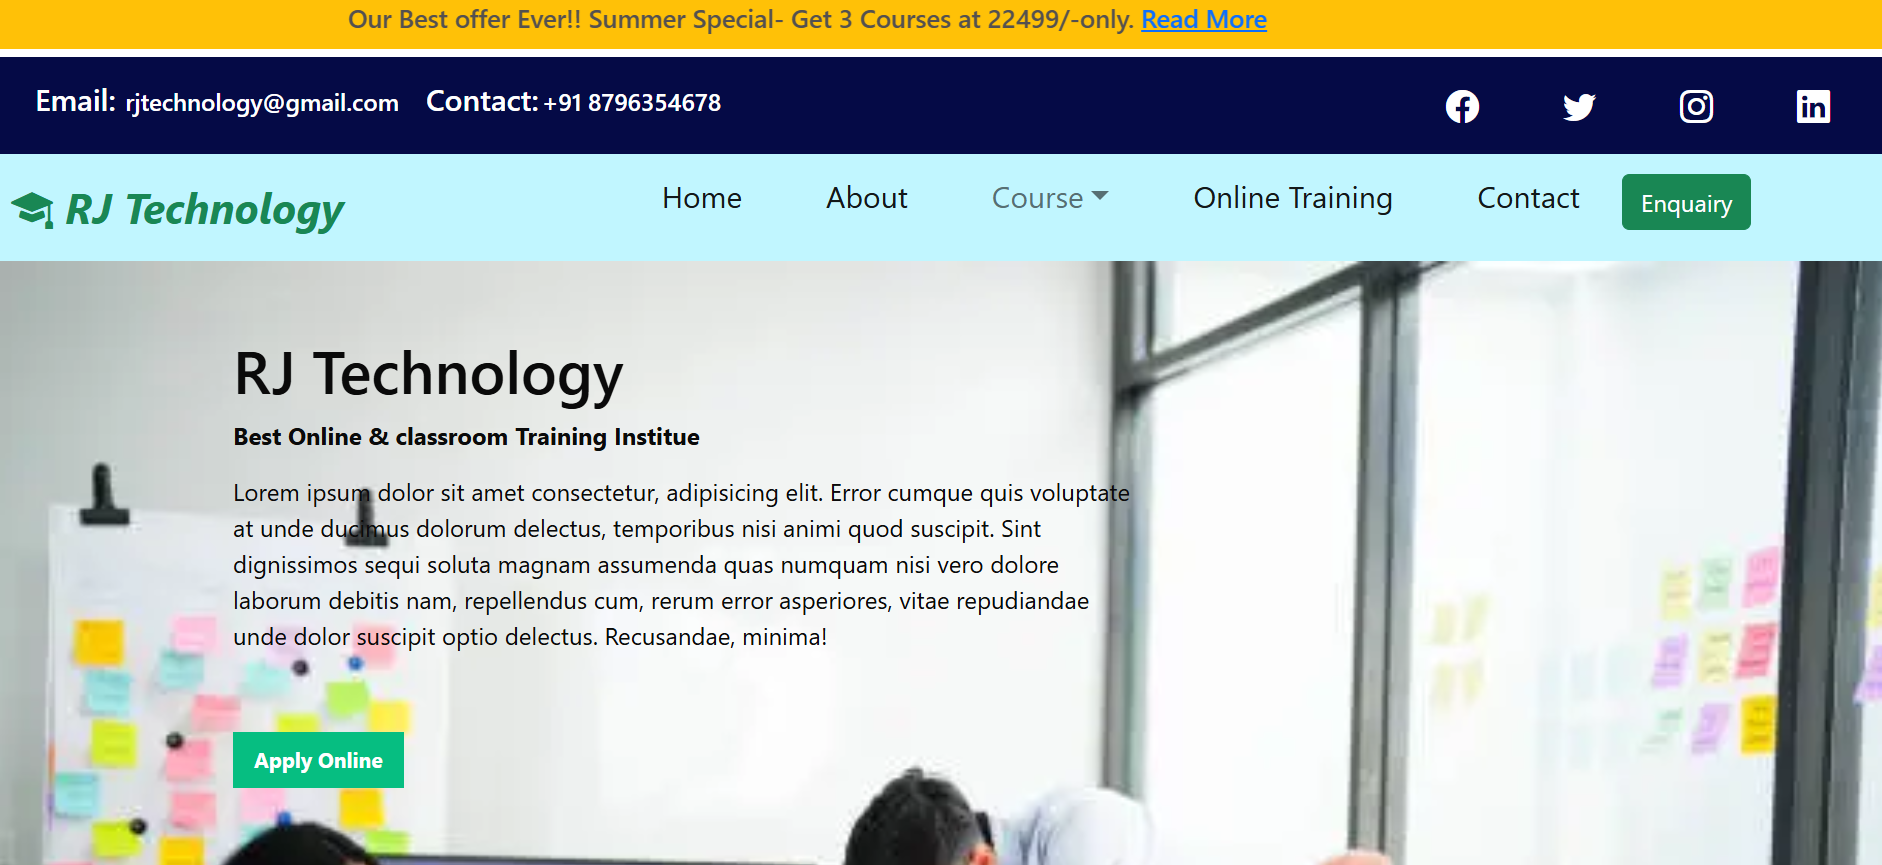 Our Best offer Ever!! Summer Special- Get 3 Courses at 22499/-only. Read More
Email: rjtechnology@gmail.com Contact: +91 8796354678
RJ Technology Home About Course Online Training Contact Enquairy
RJ Technology
Best Online & classroom Training Institue
Lorem ipsum dolor sit amet consectetur, adipisicing elit. Error cumque quis voluptate
at unde ducimus dolorum delectus, temporibus nisi animi quod suscipit. Sint
dignissimos sequi soluta magnam assumenda quas numquam nisi vero dolore
laborum debitis nam, repellendus cum, rerum error asperiores, vitae repudiandae
unde dolor suscipit optio delectus. Recusandae, minima!
Apply Online